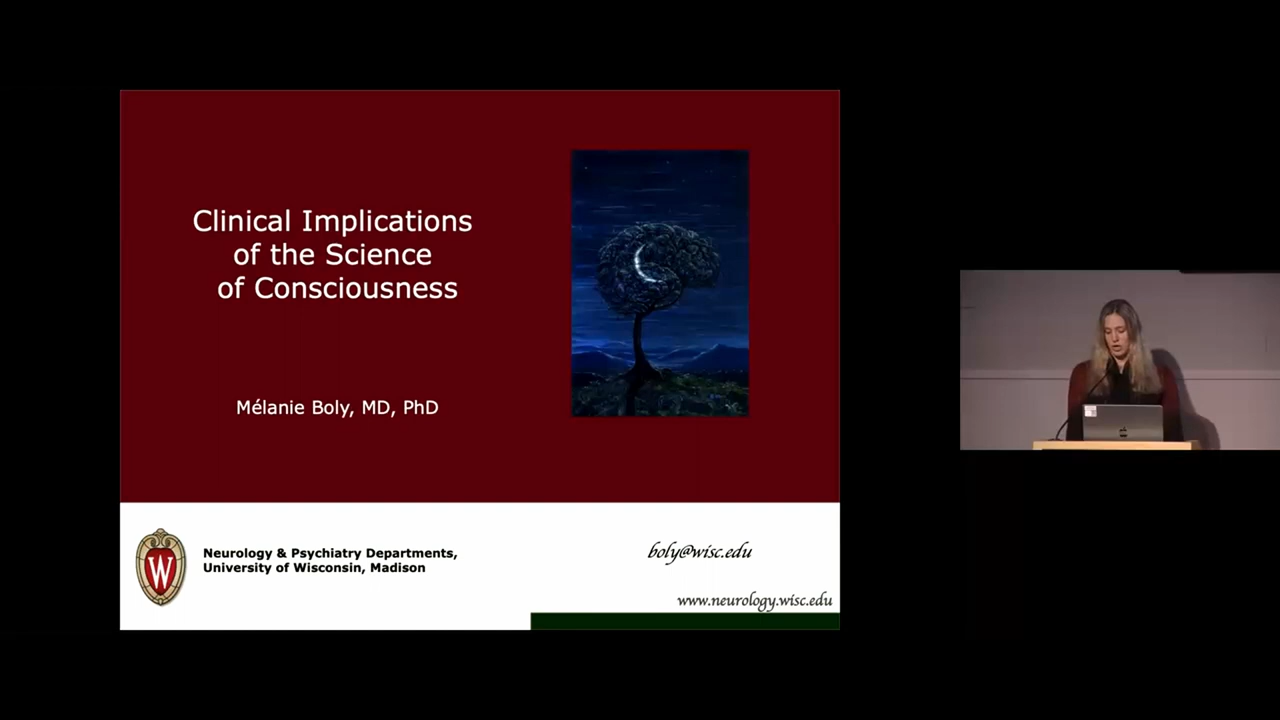 Clinical Implications
of the Science
of Consciousness
Mélanie Boly, MD, PhD
W
Neurology & Psychiatry Departments,
University of Wisconsin, Madison
boly@wisc.edu
www.neurology.wisc.edu